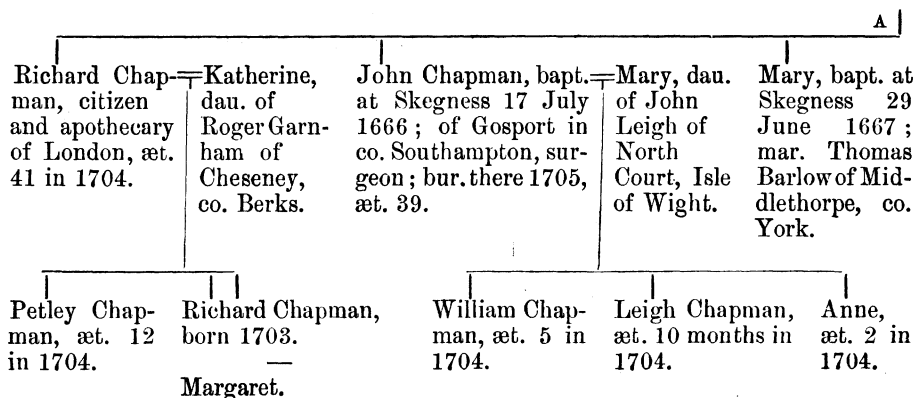 A
Richard Chap-
man, citizen
and apothecary
of London, æt.
41 in 1704.
Katherine,
dau. of
Roger Garn-
ham of
Cheseney,
co. Berks.
John Chapman, bapt.
at Skegness 17 July
1666 ; of Gosport in
co. Southampton, sur-
geon ; bur. there 1705,
æt. 39.
Mary, dau.
of John
Leigh of
North
Court, Isle
of Wight.
Mary, bapt. at
Skegness 29
June 1667 ;
mar. Thomas
Barlow of Mid-
dlethorpe, co.
York.
Petley Chap-
man, æt. 12
in 1704.
Richard Chapman,
born 1703.
—
Margaret.
William Chap-
man, æt. 5 in
1704.
Leigh Chapman,
æt. 10 months in
1704.
Anne,
æt. 2 in
1704.